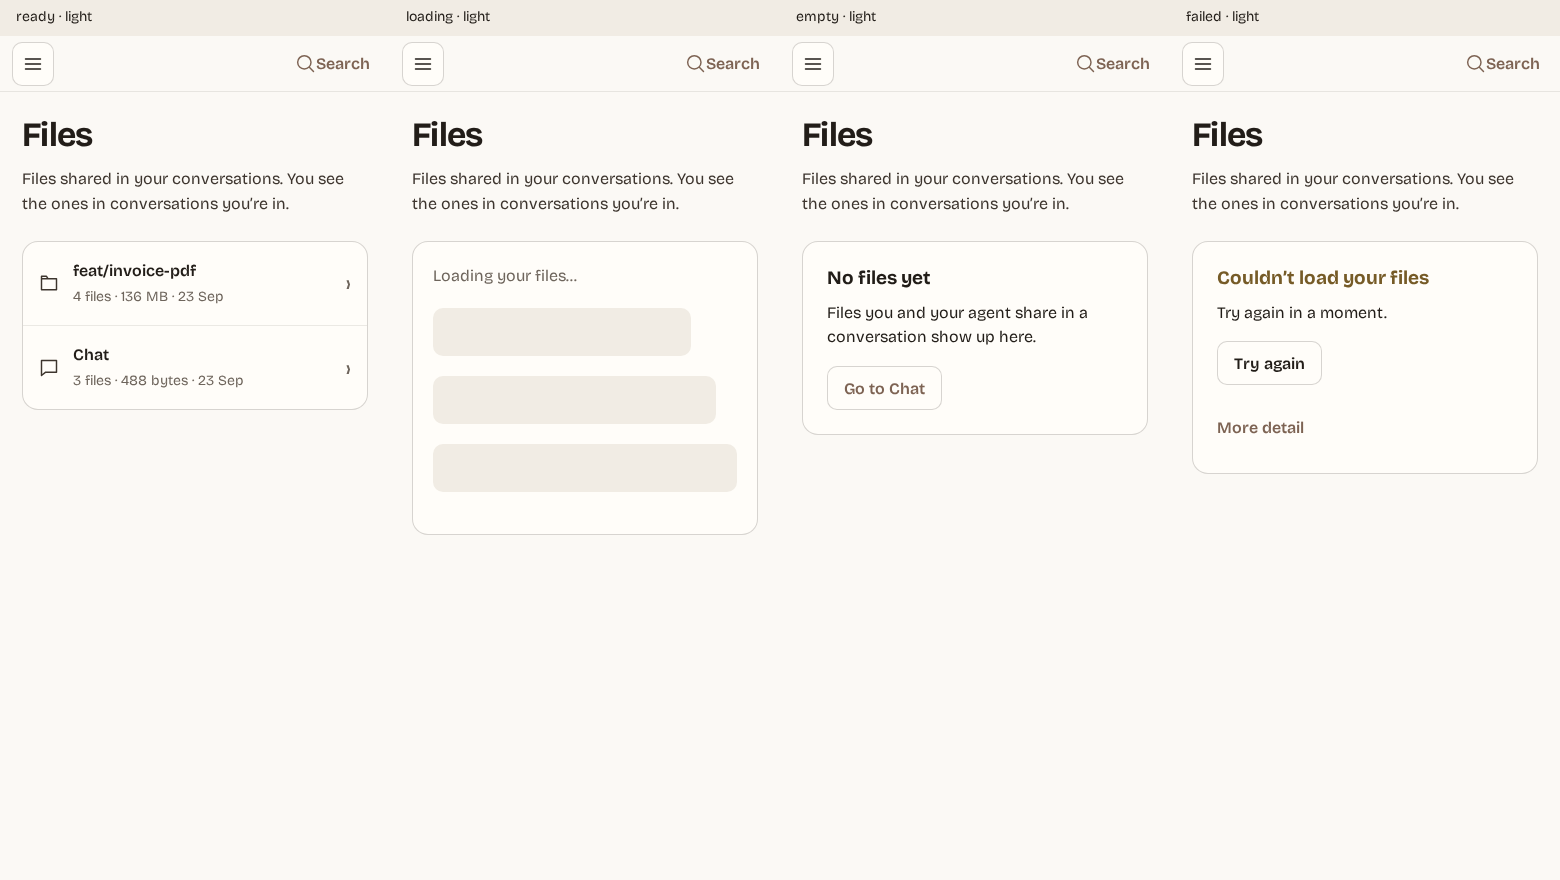 ready · light
Search
Files
Files shared in your conversations. You see
the ones in conversations you’re in.
feat/invoice-pdf
4 files · 136 MB · 23 Sep
Chat
3 files · 488 bytes · 23 Sep
loading · light
Search
Files
Files shared in your conversations. You see
the ones in conversations you’re in.
Loading your files…
empty · light
Search
Files
Files shared in your conversations. You see
the ones in conversations you’re in.
No files yet
Files you and your agent share in a
conversation show up here.
Go to Chat
failed · light
Search
Files
Files shared in your conversations. You see
the ones in conversations you’re in.
Couldn’t load your files
Try again in a moment.
Try again
More detail